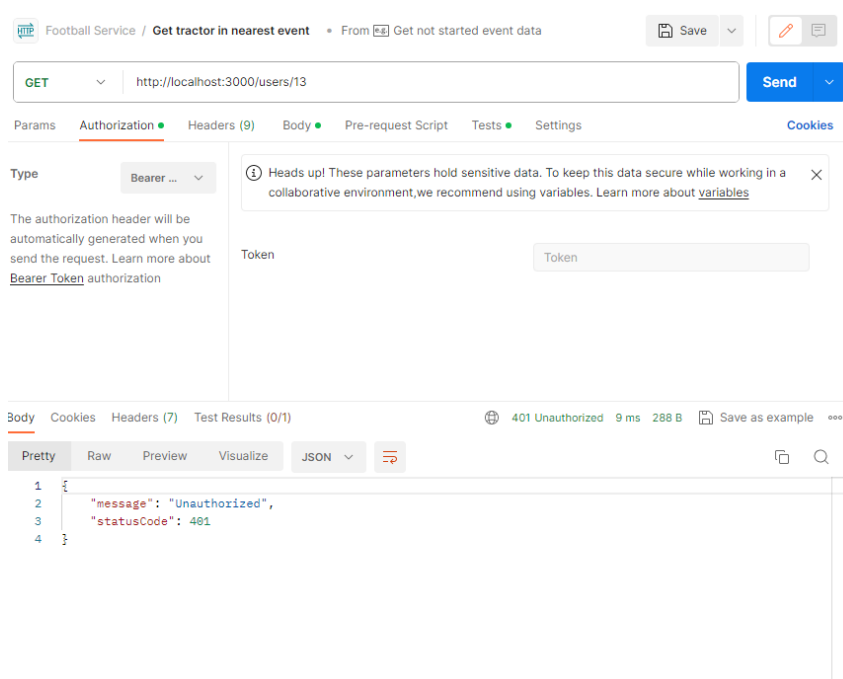 HTTP Football Service / Get tractor in nearest event • From e.g. Get not started event data Save
GET http://localhost:3000/users/13 Send
Params Authorization Headers (9) Body Pre-request Script Tests Settings Cookies
Type Bearer ...
Heads up! These parameters hold sensitive data. To keep this data secure while working in a
collaborative environment,we recommend using variables. Learn more about variables
The authorization header will be
automatically generated when you
send the request. Learn more about
Bearer Token authorization
Token Token
Body Cookies Headers (7) Test Results (0/1) 401 Unauthorized 9 ms 288 B Save as example
Pretty Raw Preview Visualize JSON
1 {
2 "message": "Unauthorized",
3 "statusCode": 401
4 }